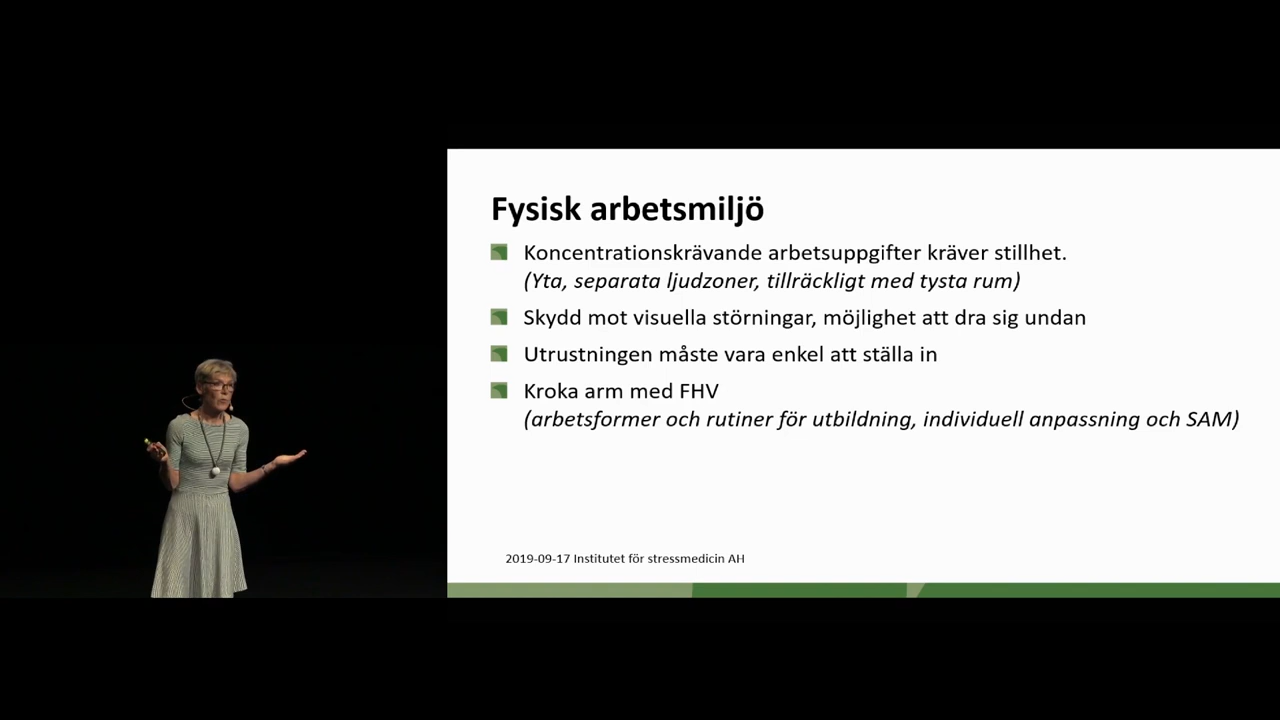 Fysisk arbetsmiljö
Koncentrationskrävande arbetsuppgifter kräver stillhet.
(Yta, separata ljudzoner, tillräckligt med tysta rum)
Skydd mot visuella störningar, möjlighet att dra sig undan
Utrustningen måste vara enkel att ställa in
Kroka arm med FHV
(arbetsformer och rutiner för utbildning, individuell anpassning och SAM)
2019-09-17 Institutet för stressmedicin AH